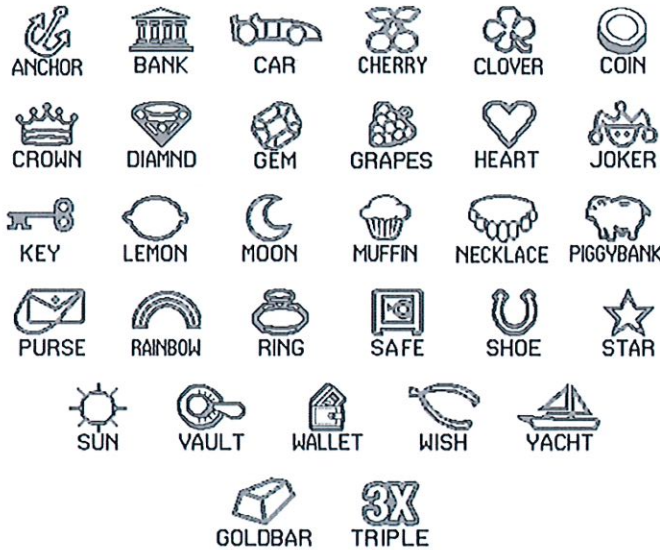 ANCHOR BANK CAR CHERRY CLOVER COIN
CROWN DIAMND GEM GRAPES HEART JOKER
KEY LEMON MOON MUFFIN NECKLACE PIGGYBANK
PURSE RAINBOW RING SAFE SHOE STAR
SUN VAULT WALLET WISH YACHT
3X
GOLDBAR TRIPLE